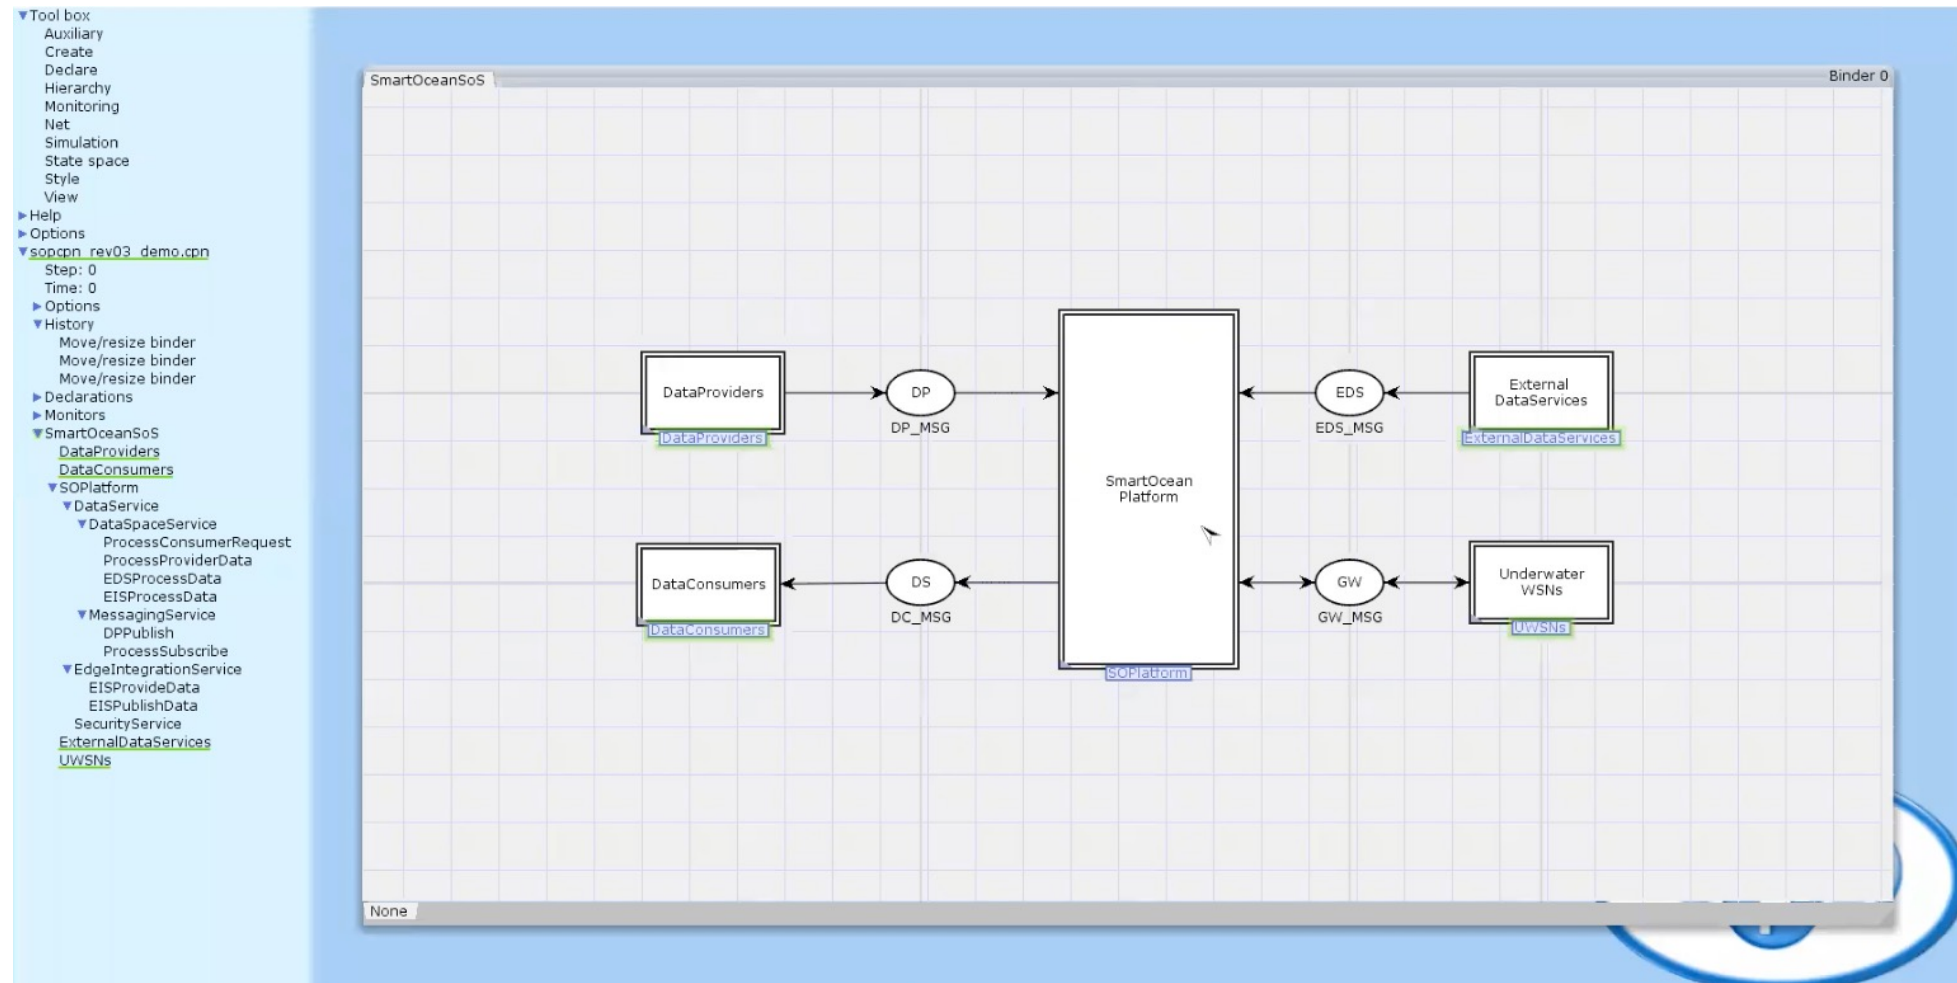 Tool box
Auxiliary
Create
Declare
Hierarchy
Monitoring
Net
Simulation
State space
Style
View
Help
Options
sopcpn_rev03_demo.cpn
Step: 0
Time: 0
Options
History
Move/resize binder
Move/resize binder
Move/resize binder
Declarations
Monitors
SmartOceanSoS
DataProviders
DataConsumers
SOPlatform
DataService
DataSpaceService
ProcessConsumerRequest
ProcessProviderData
EDSProcessData
EISProcessData
MessagingService
DPPublish
ProcessSubscribe
EdgeIntegrationService
EISProvideData
EISPublishData
SecurityService
ExternalDataServices
UWSNs
SmartOceanSoS
Binder 0
DataProviders
DataProviders
DP
DP_MSG
EDS
EDS_MSG
External
DataServices
ExternalDataServices
SmartOcean
Platform
SOPlatform
DataConsumers
DataConsumers
DS
DC_MSG
GW
GW_MSG
Underwater
WSNs
UWSNs
None